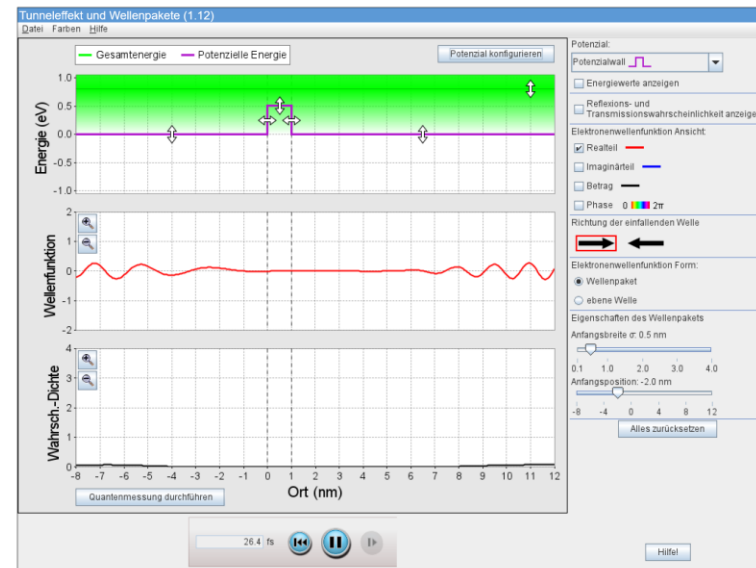 Tunneleffekt und Wellenpakete (1.12)
Datei Farben Hilfe
Gesamtenergie Potenzielle Energie
Potenzial konfigurieren
Energie (eV)
1.0
0.5
0.0
-0.5
-1.0
Wellenfunktion
2
1
0
-1
-2
Wahrsch.-Dichte
4
3
2
1
0
-8 -7 -6 -5 -4 -3 -2 -1 0 1 2 3 4 5 6 7 8 9 10 11 12
Ort (nm)
Quantenmessung durchführen
26.4 fs
Potenzial:
Potenzialwall
Energiewerte anzeigen
Reflexions- und
Transmissionswahrscheinlichkeit anzeige
Elektronenwellenfunktion Ansicht:
Realteil
Imaginärteil
Betrag
Phase 0 2π
Richtung der einfallenden Welle
Elektronenwellenfunktion Form:
Wellenpaket
ebene Welle
Eigenschaften des Wellenpakets
Anfangsbreite σ: 0.5 nm
0.1 1.0 2.0 3.0 4.0
Anfangsposition: -2.0 nm
-8 -4 0 4 8 12
Alles zurücksetzen
Hilfe!